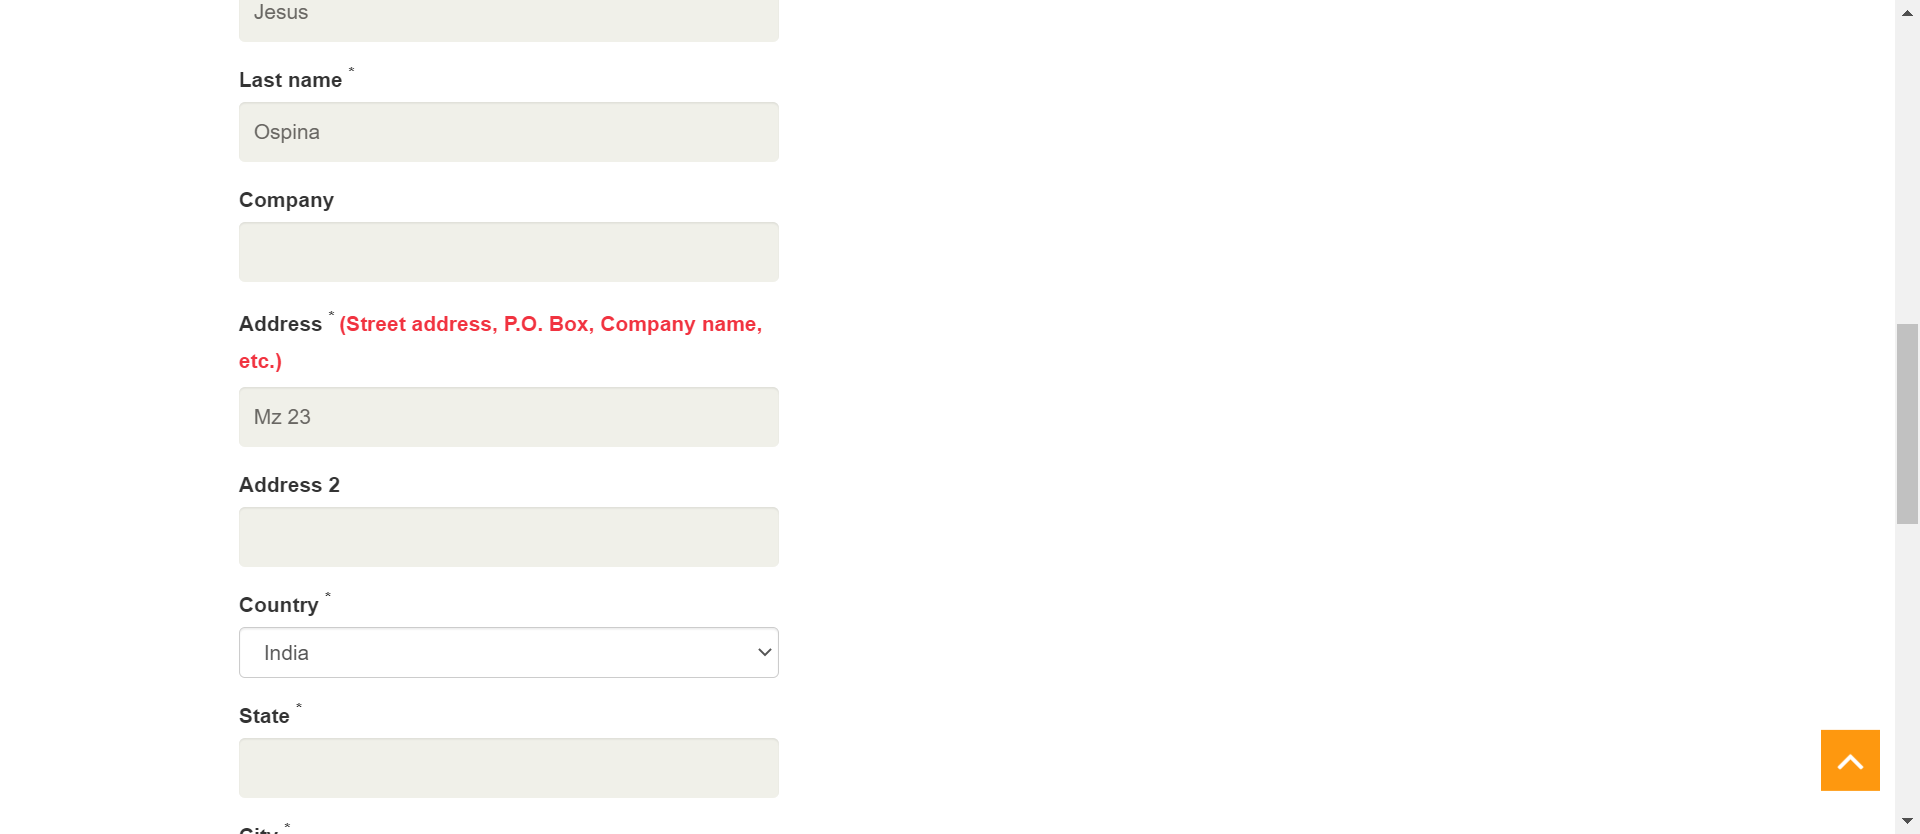 Jesus
Last name *
Ospina
Company
Address * (Street address, P.O. Box, Company name,
etc.)
Mz 23
Address 2
Country *
India
State *
City *